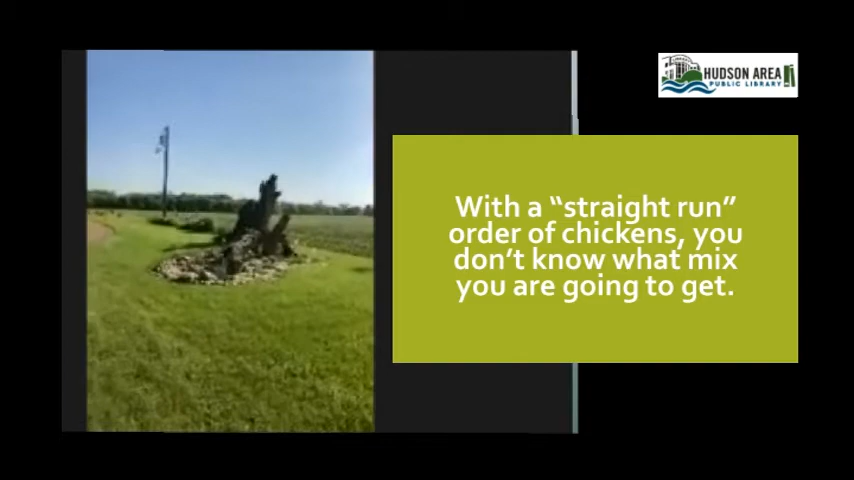 HUDSON AREA
PUBLIC LIBRARY
With a “straight run”
order of chickens, you
don’t know what mix
you are going to get.